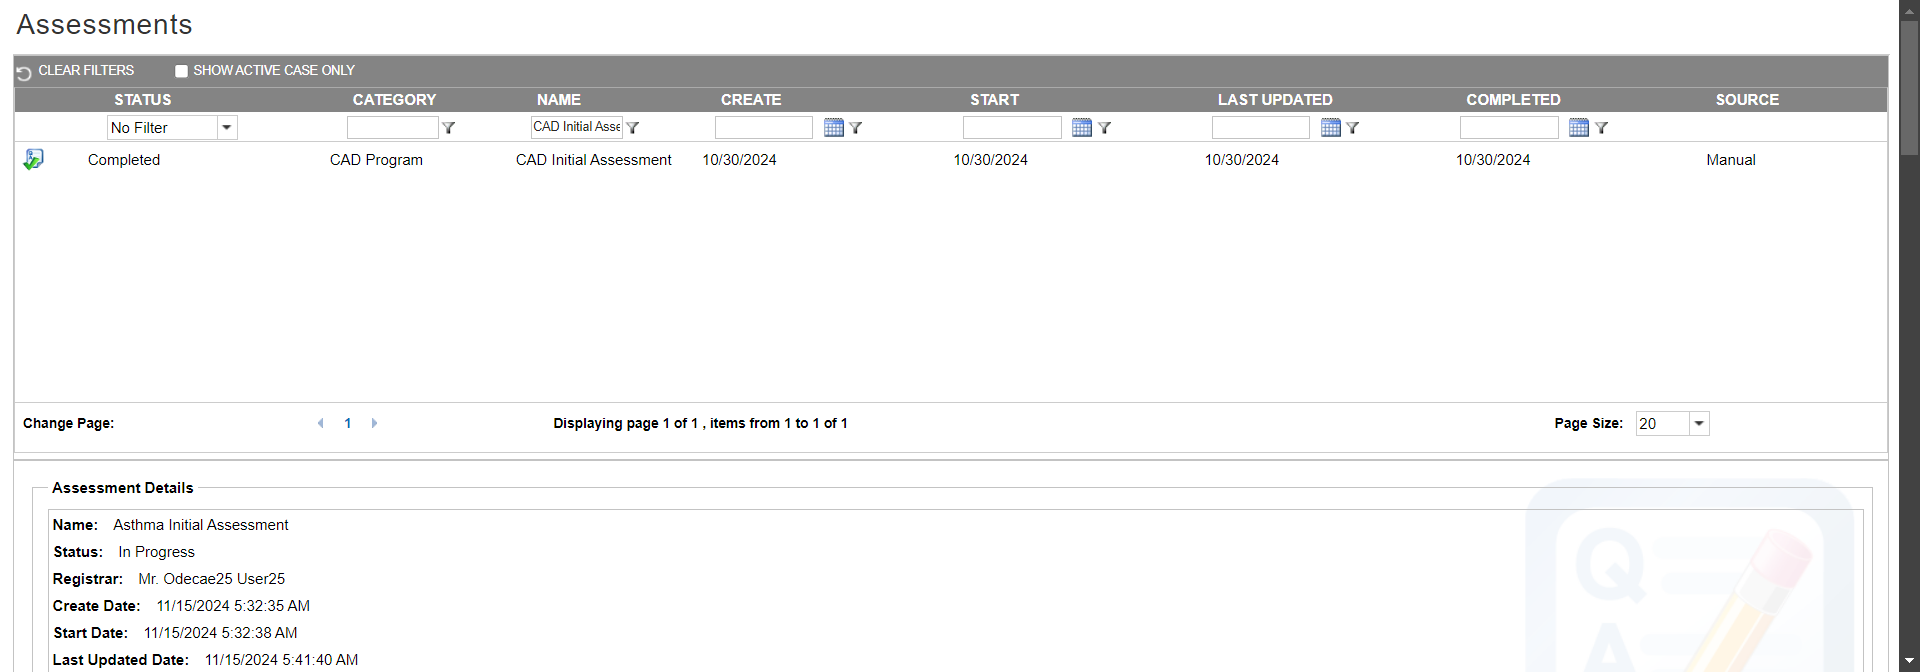 Assessments
CLEAR FILTERS SHOW ACTIVE CASE ONLY
STATUS CATEGORY NAME CREATE START LAST UPDATED COMPLETED SOURCE
No Filter CAD Initial Asse
Completed CAD Program CAD Initial Assessment 10/30/2024 10/30/2024 10/30/2024 10/30/2024 Manual
Change Page: 1 Displaying page 1 of 1 , items from 1 to 1 of 1 Page Size: 20
Assessment Details
Name: Asthma Initial Assessment
Status: In Progress
Registrar: Mr. Odecae25 User25
Create Date: 11/15/2024 5:32:35 AM
Start Date: 11/15/2024 5:32:38 AM
Last Updated Date: 11/15/2024 5:41:40 AM
Q
A